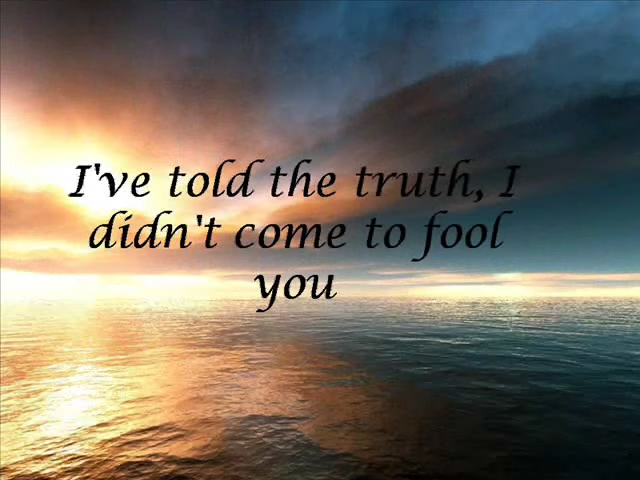 I've told the truth, I
didn't come to fool
you